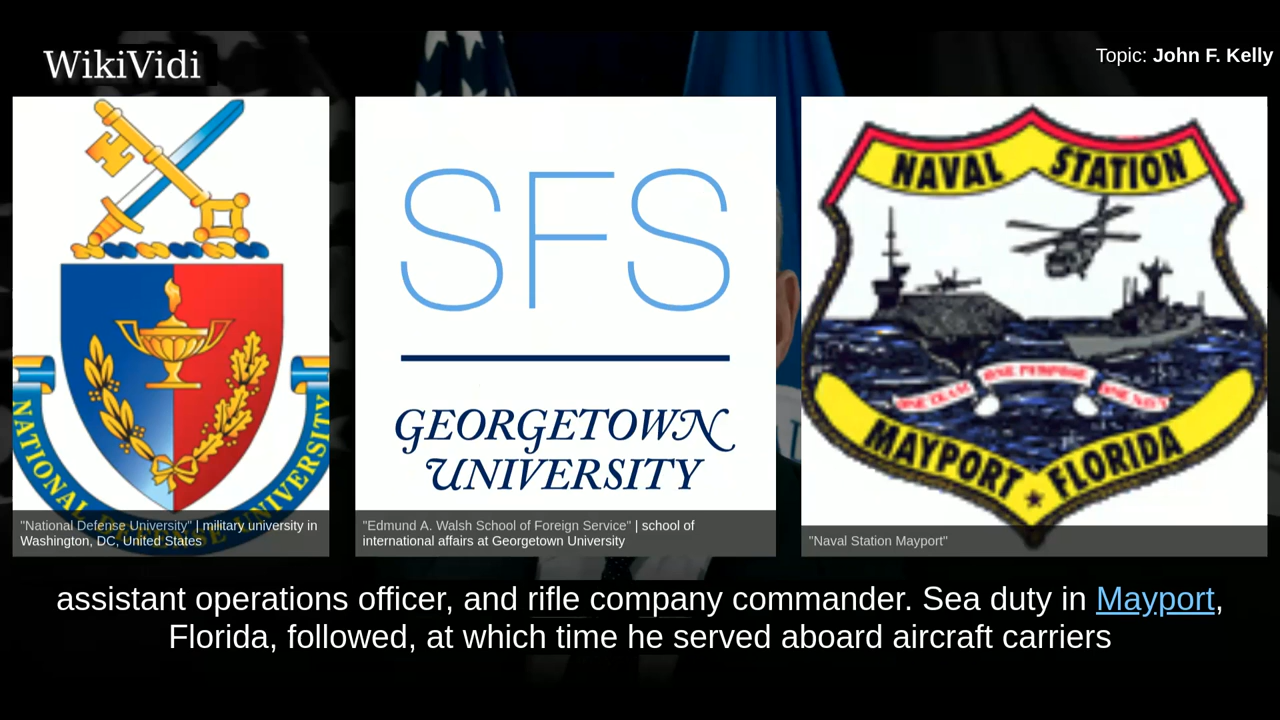 WikiVidi
Topic: John F. Kelly
NATIONAL DEFENSE UNIVERSITY
"National Defense University" | military university in
Washington, DC, United States
SFS
GEORGETOWN
UNIVERSITY
"Edmund A. Walsh School of Foreign Service" | school of
international affairs at Georgetown University
NAVAL STATION
ONE TEAM ONE PURPOSE ONE NAVY
MAYPORT ★ FLORIDA
"Naval Station Mayport"
assistant operations officer, and rifle company commander. Sea duty in Mayport,
Florida, followed, at which time he served aboard aircraft carriers